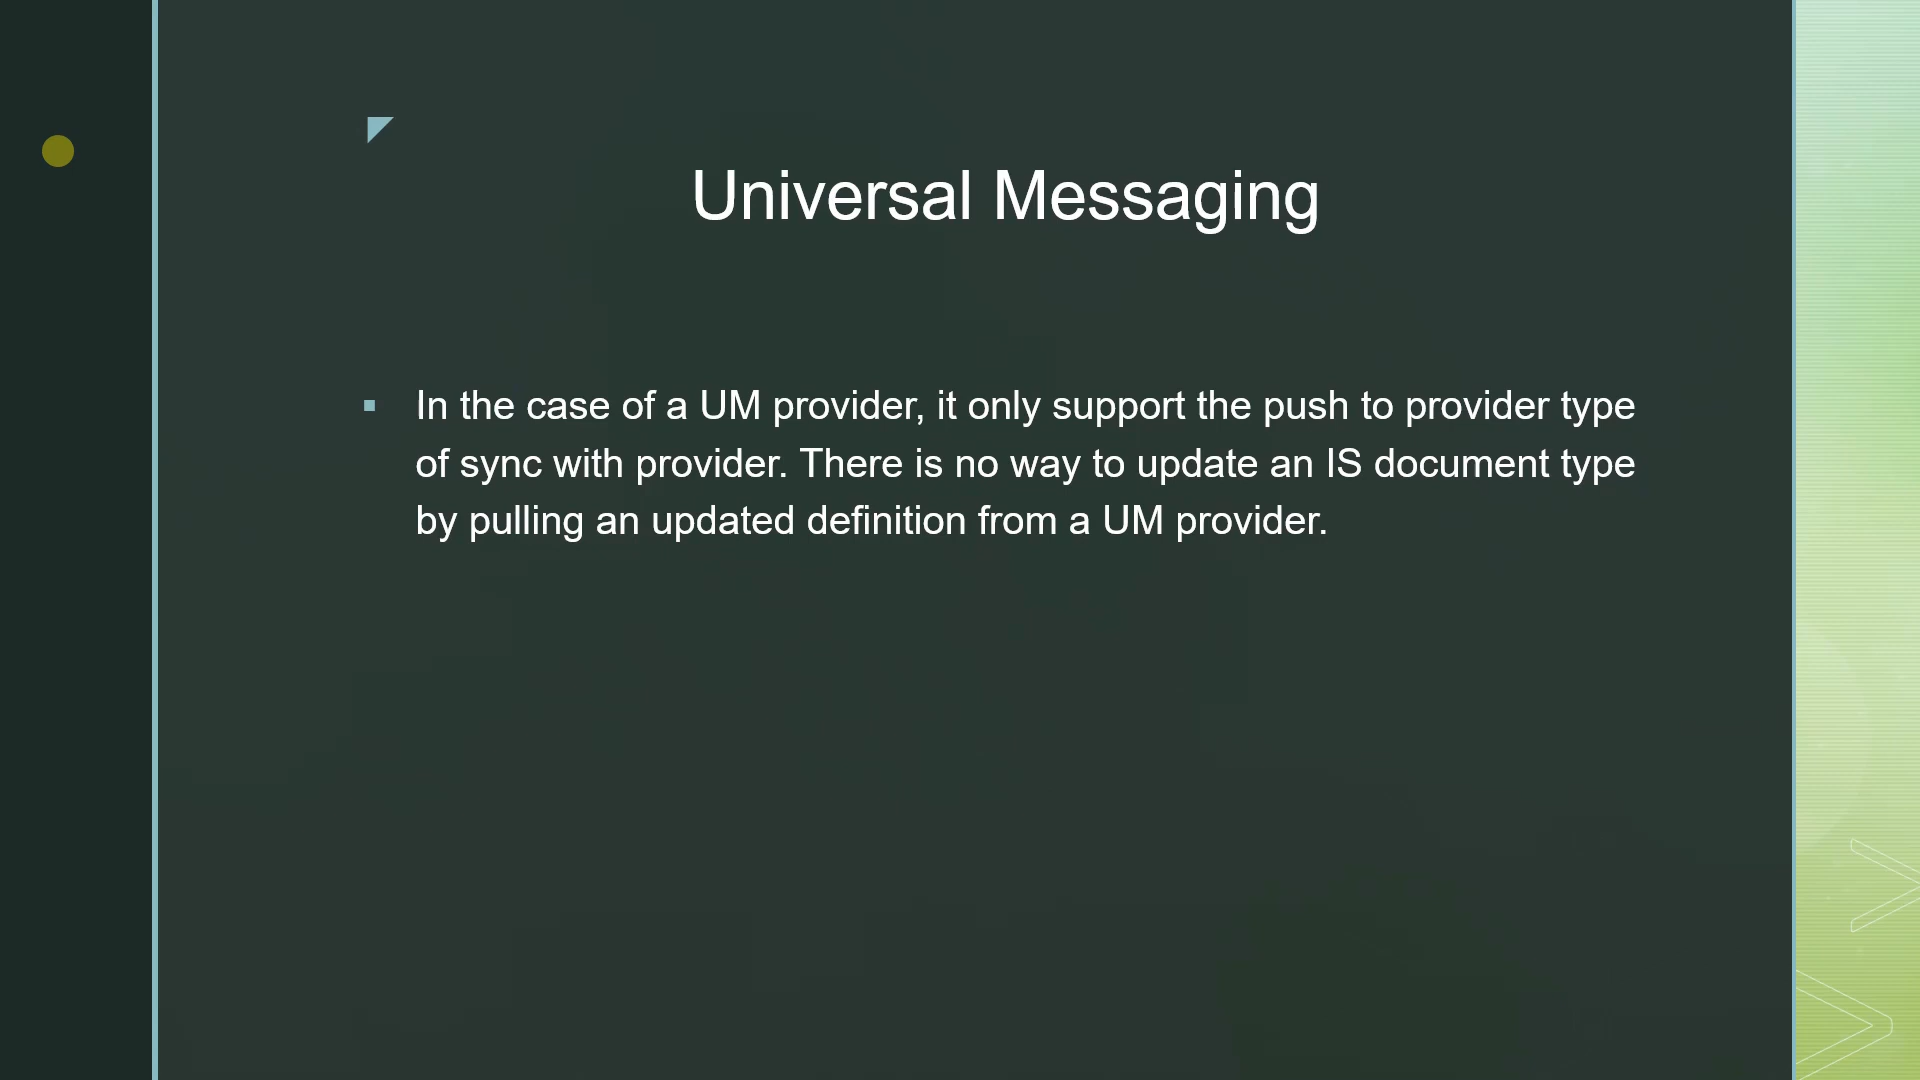 Universal Messaging
In the case of a UM provider, it only support the push to provider type
of sync with provider. There is no way to update an IS document type
by pulling an updated definition from a UM provider.